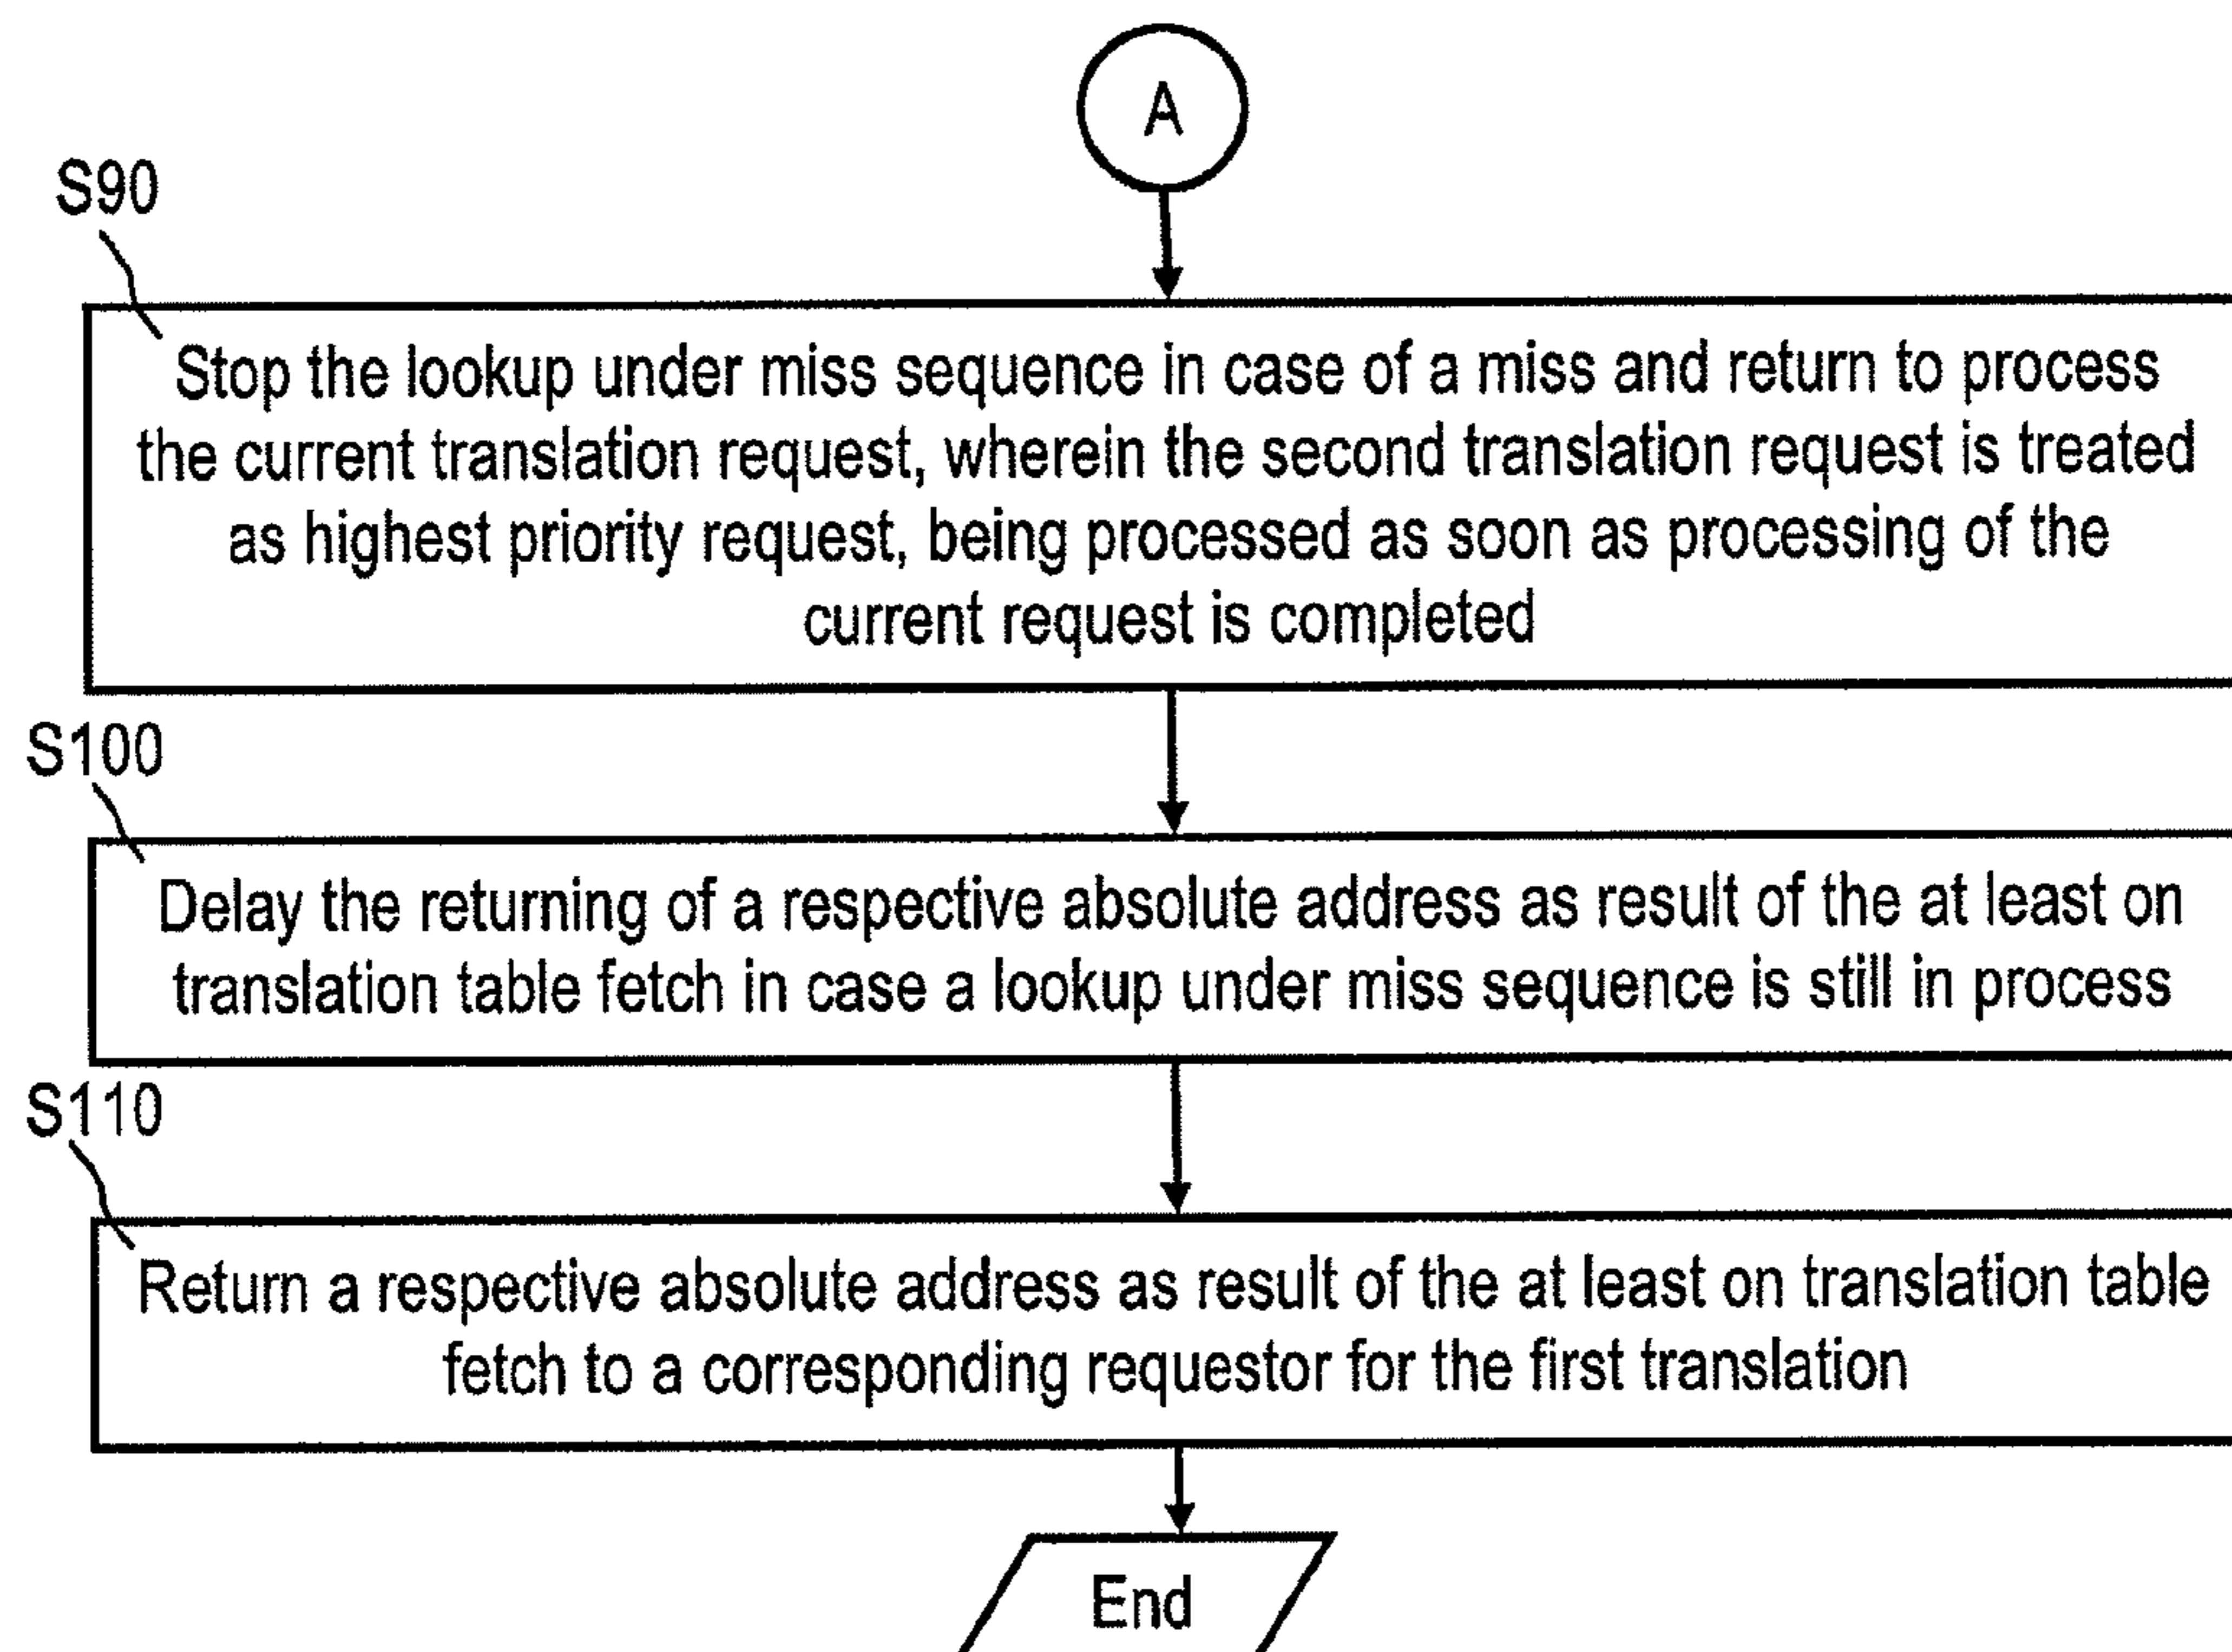 A
S90
Stop the lookup under miss sequence in case of a miss and return to process
the current translation request, wherein the second translation request is treated
as highest priority request, being processed as soon as processing of the
current request is completed
S100
Delay the returning of a respective absolute address as result of the at least on
translation table fetch in case a lookup under miss sequence is still in process
S110
Return a respective absolute address as result of the at least on translation table
fetch to a corresponding requestor for the first translation
End